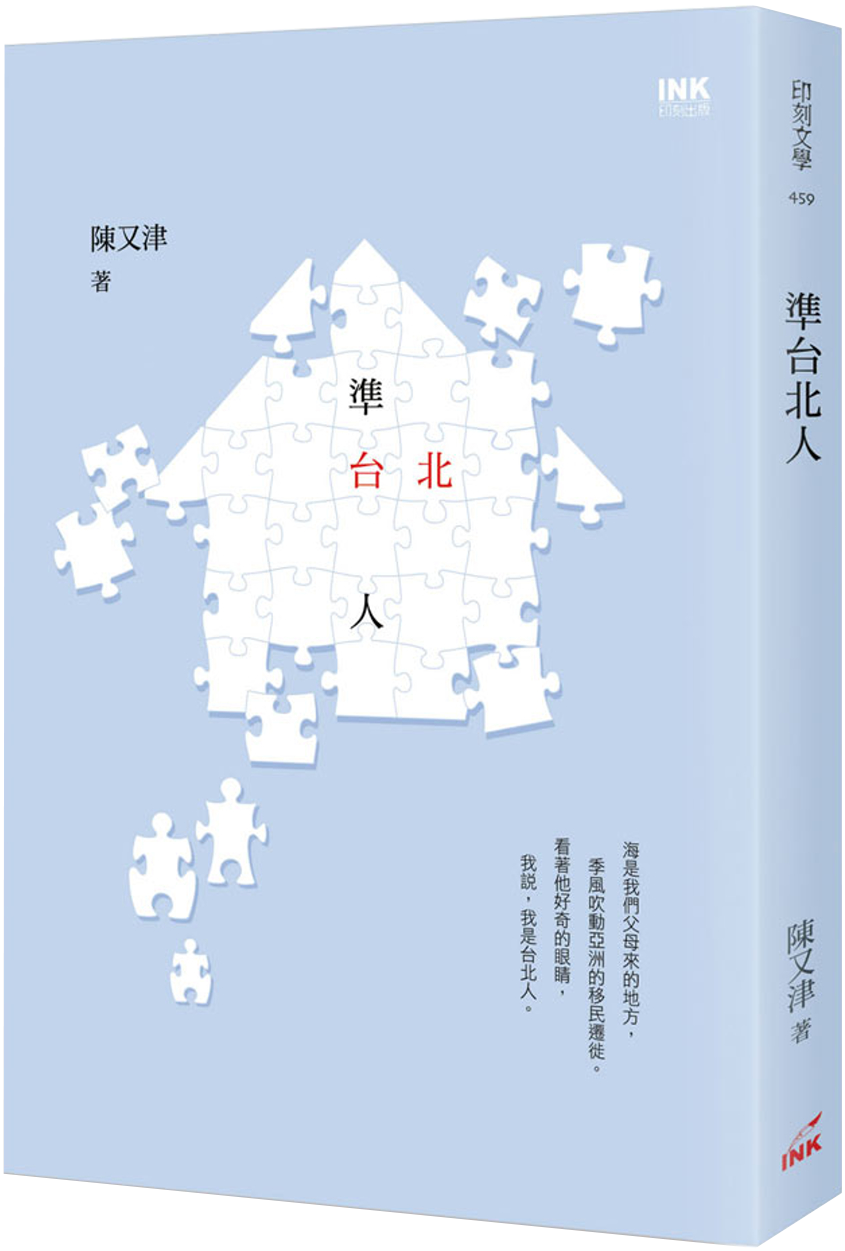 INK
印刻出版
陳又津
著
準
台北
人
海是我們父母來的地方，
季風吹動亞洲的移民遷徙。
看著他好奇的眼睛，
我説，我是台北人。
印刻文學
459
準台北人
陳又津 著
INK